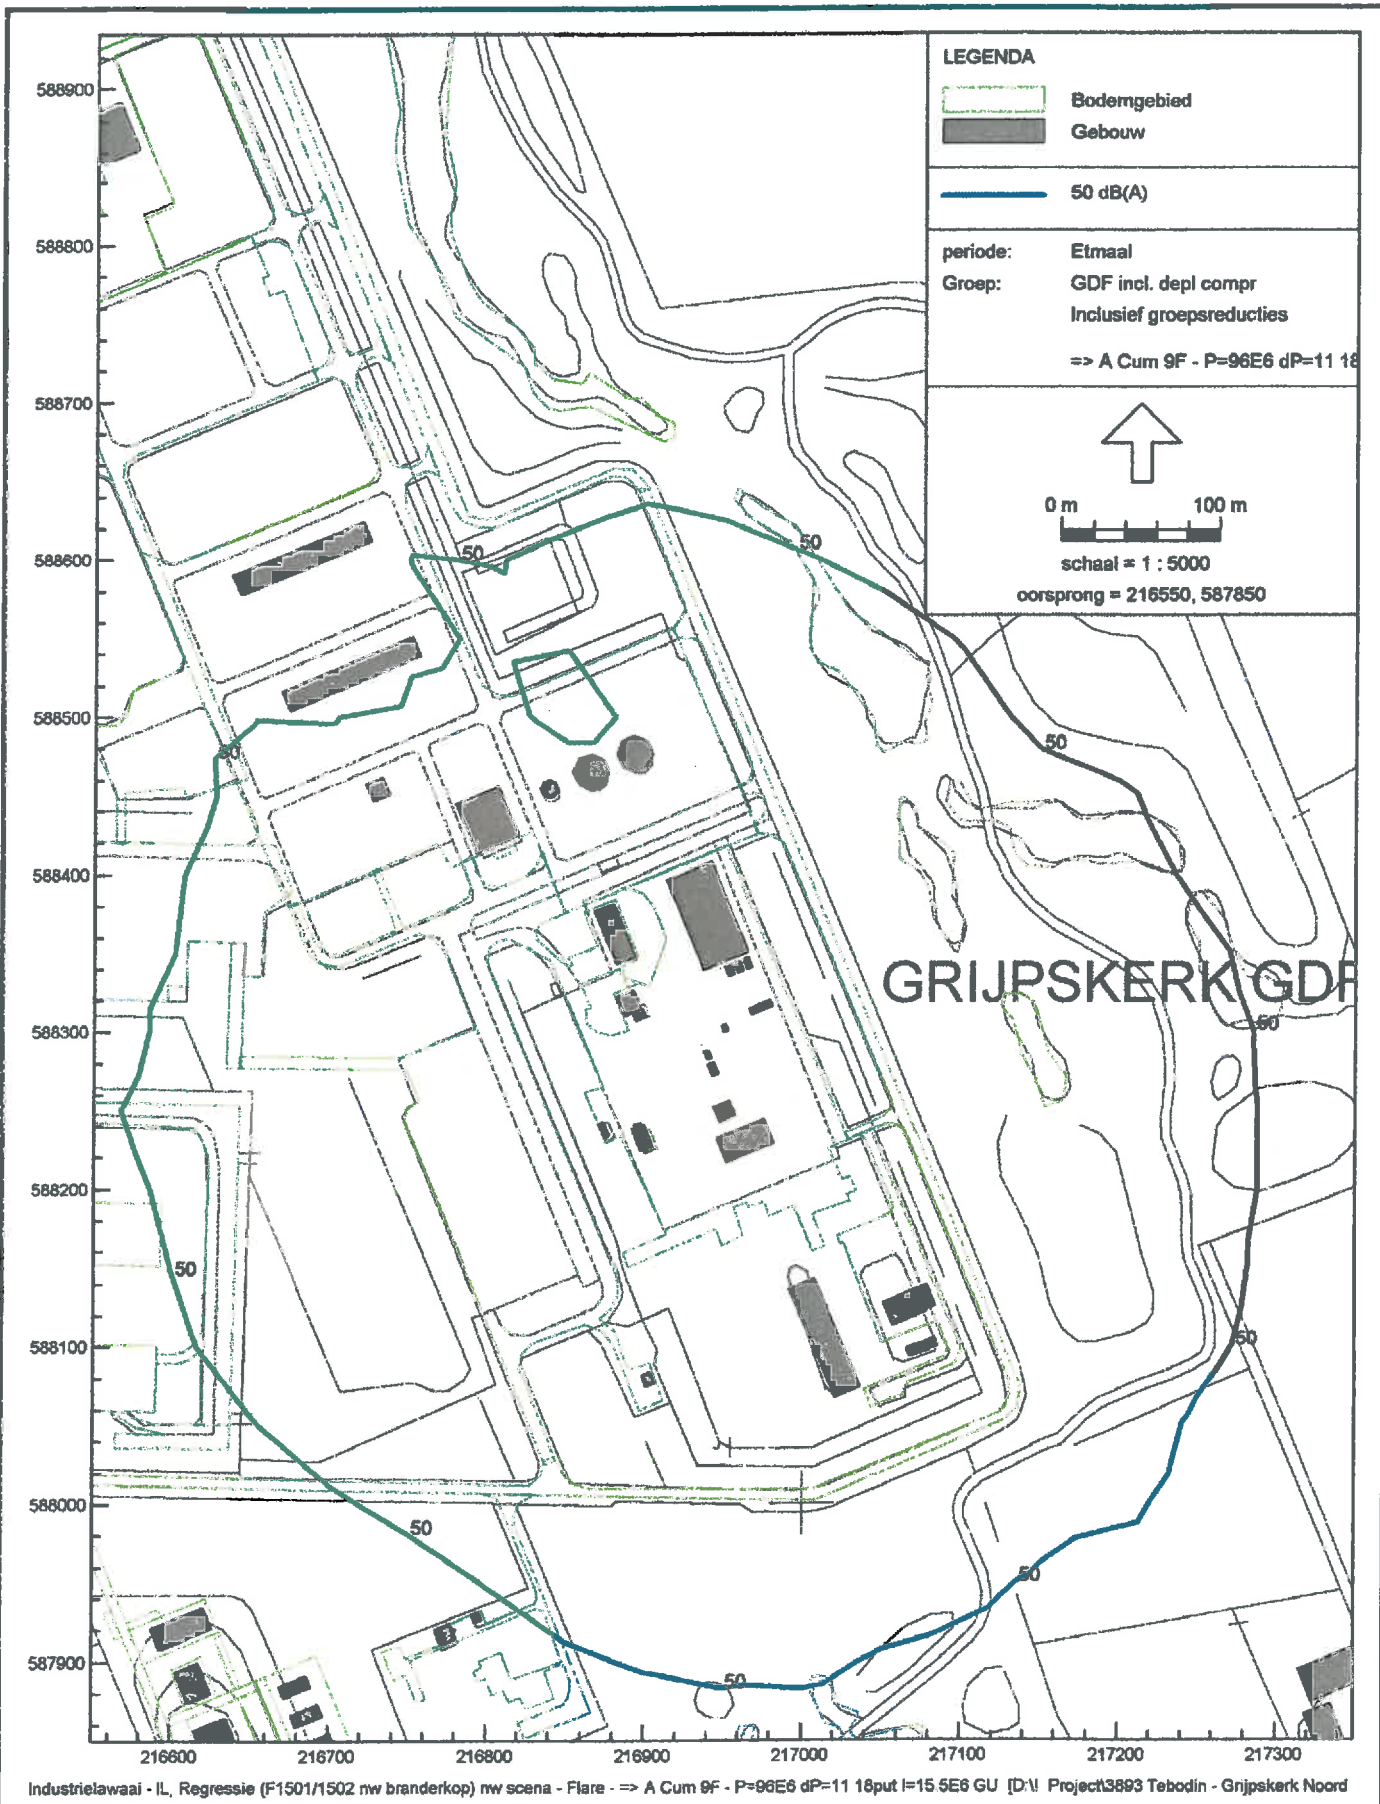 LEGENDA
Bodemgebied
Gebouw
50 dB(A)
periode: Etmaal
Groep: GDF incl. depl compr
Inclusief groepsreducties
=> A Cum 9F - P=96E6 dP=11 18
0 m 100 m
schaal = 1 : 5000
oorsprong = 216550, 587850
588900
588800
588700
588600
588500
588400
588300
588200
588100
588000
587900
50
50
50
50
GRIJPSKERK GDF
50
50
50
50
50
50
216600 216700 216800 216900 217000 217100 217200 217300
Industrielawaai - IL, Regressie (F1501/1502 nw branderkop) nw scena - Flare - => A Cum 9F - P=96E6 dP=11 18put l=15.5E6 GU [D:\! Project\3893 Tebodin - Grijpskerk Noord